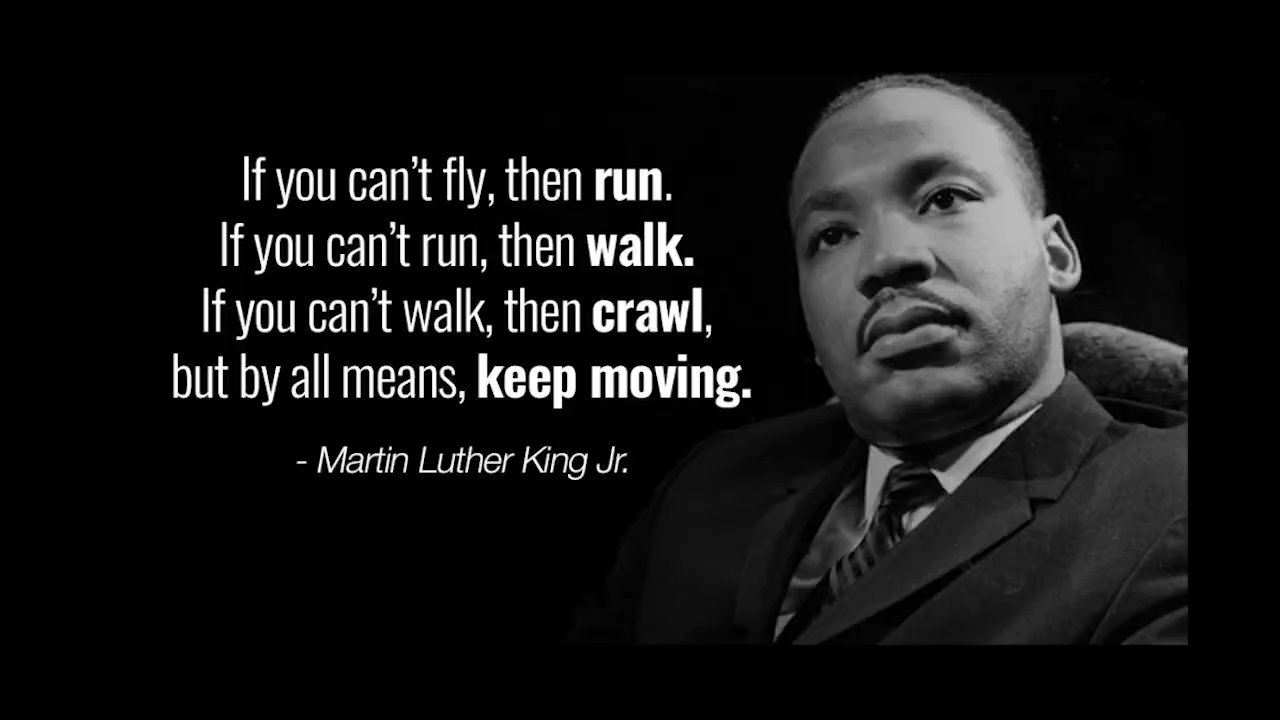 If you can’t fly, then run.
If you can’t run, then walk.
If you can’t walk, then crawl,
but by all means, keep moving.
- Martin Luther King Jr.